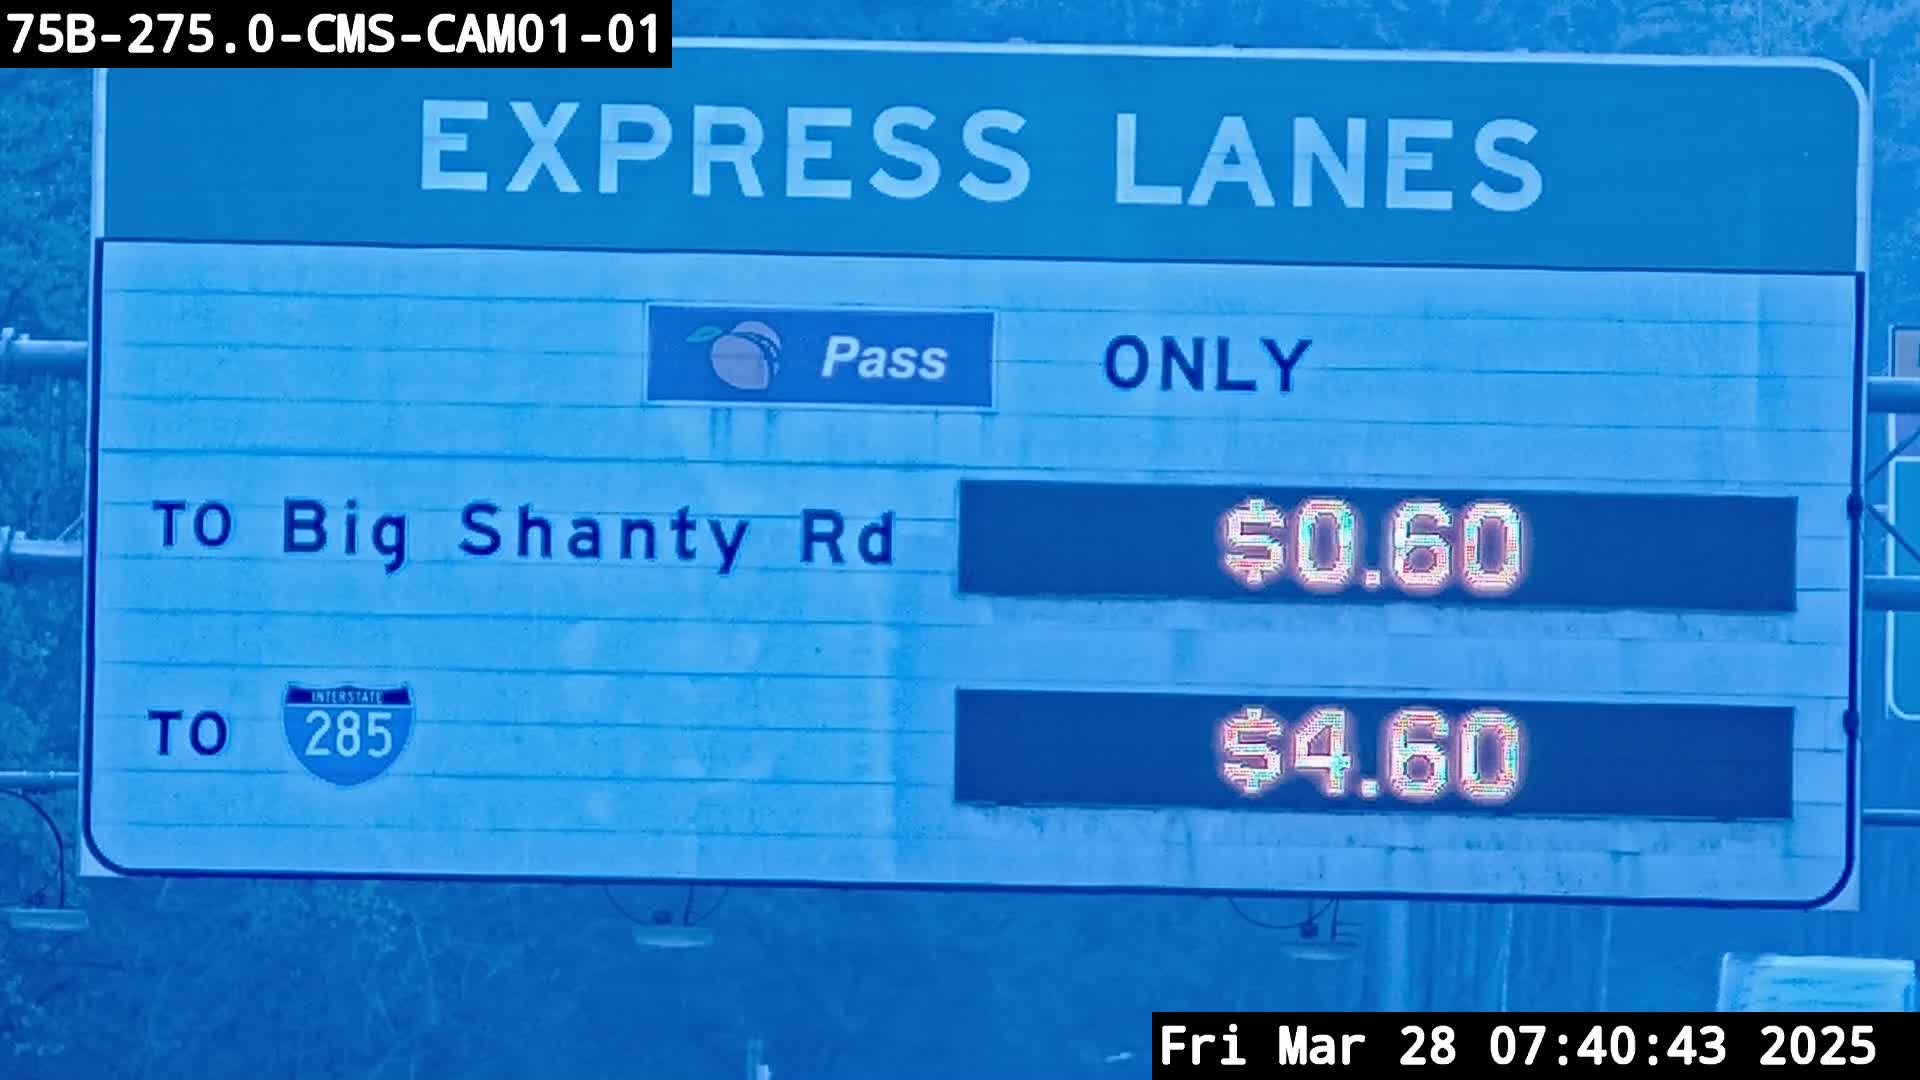 75B-275.0-CMS-CAM01-01
EXPRESS LANES
Pass ONLY
TO Big Shanty Rd $0.60
INTERSTATE
TO 285 $4.60
Fri Mar 28 07:40:43 2025